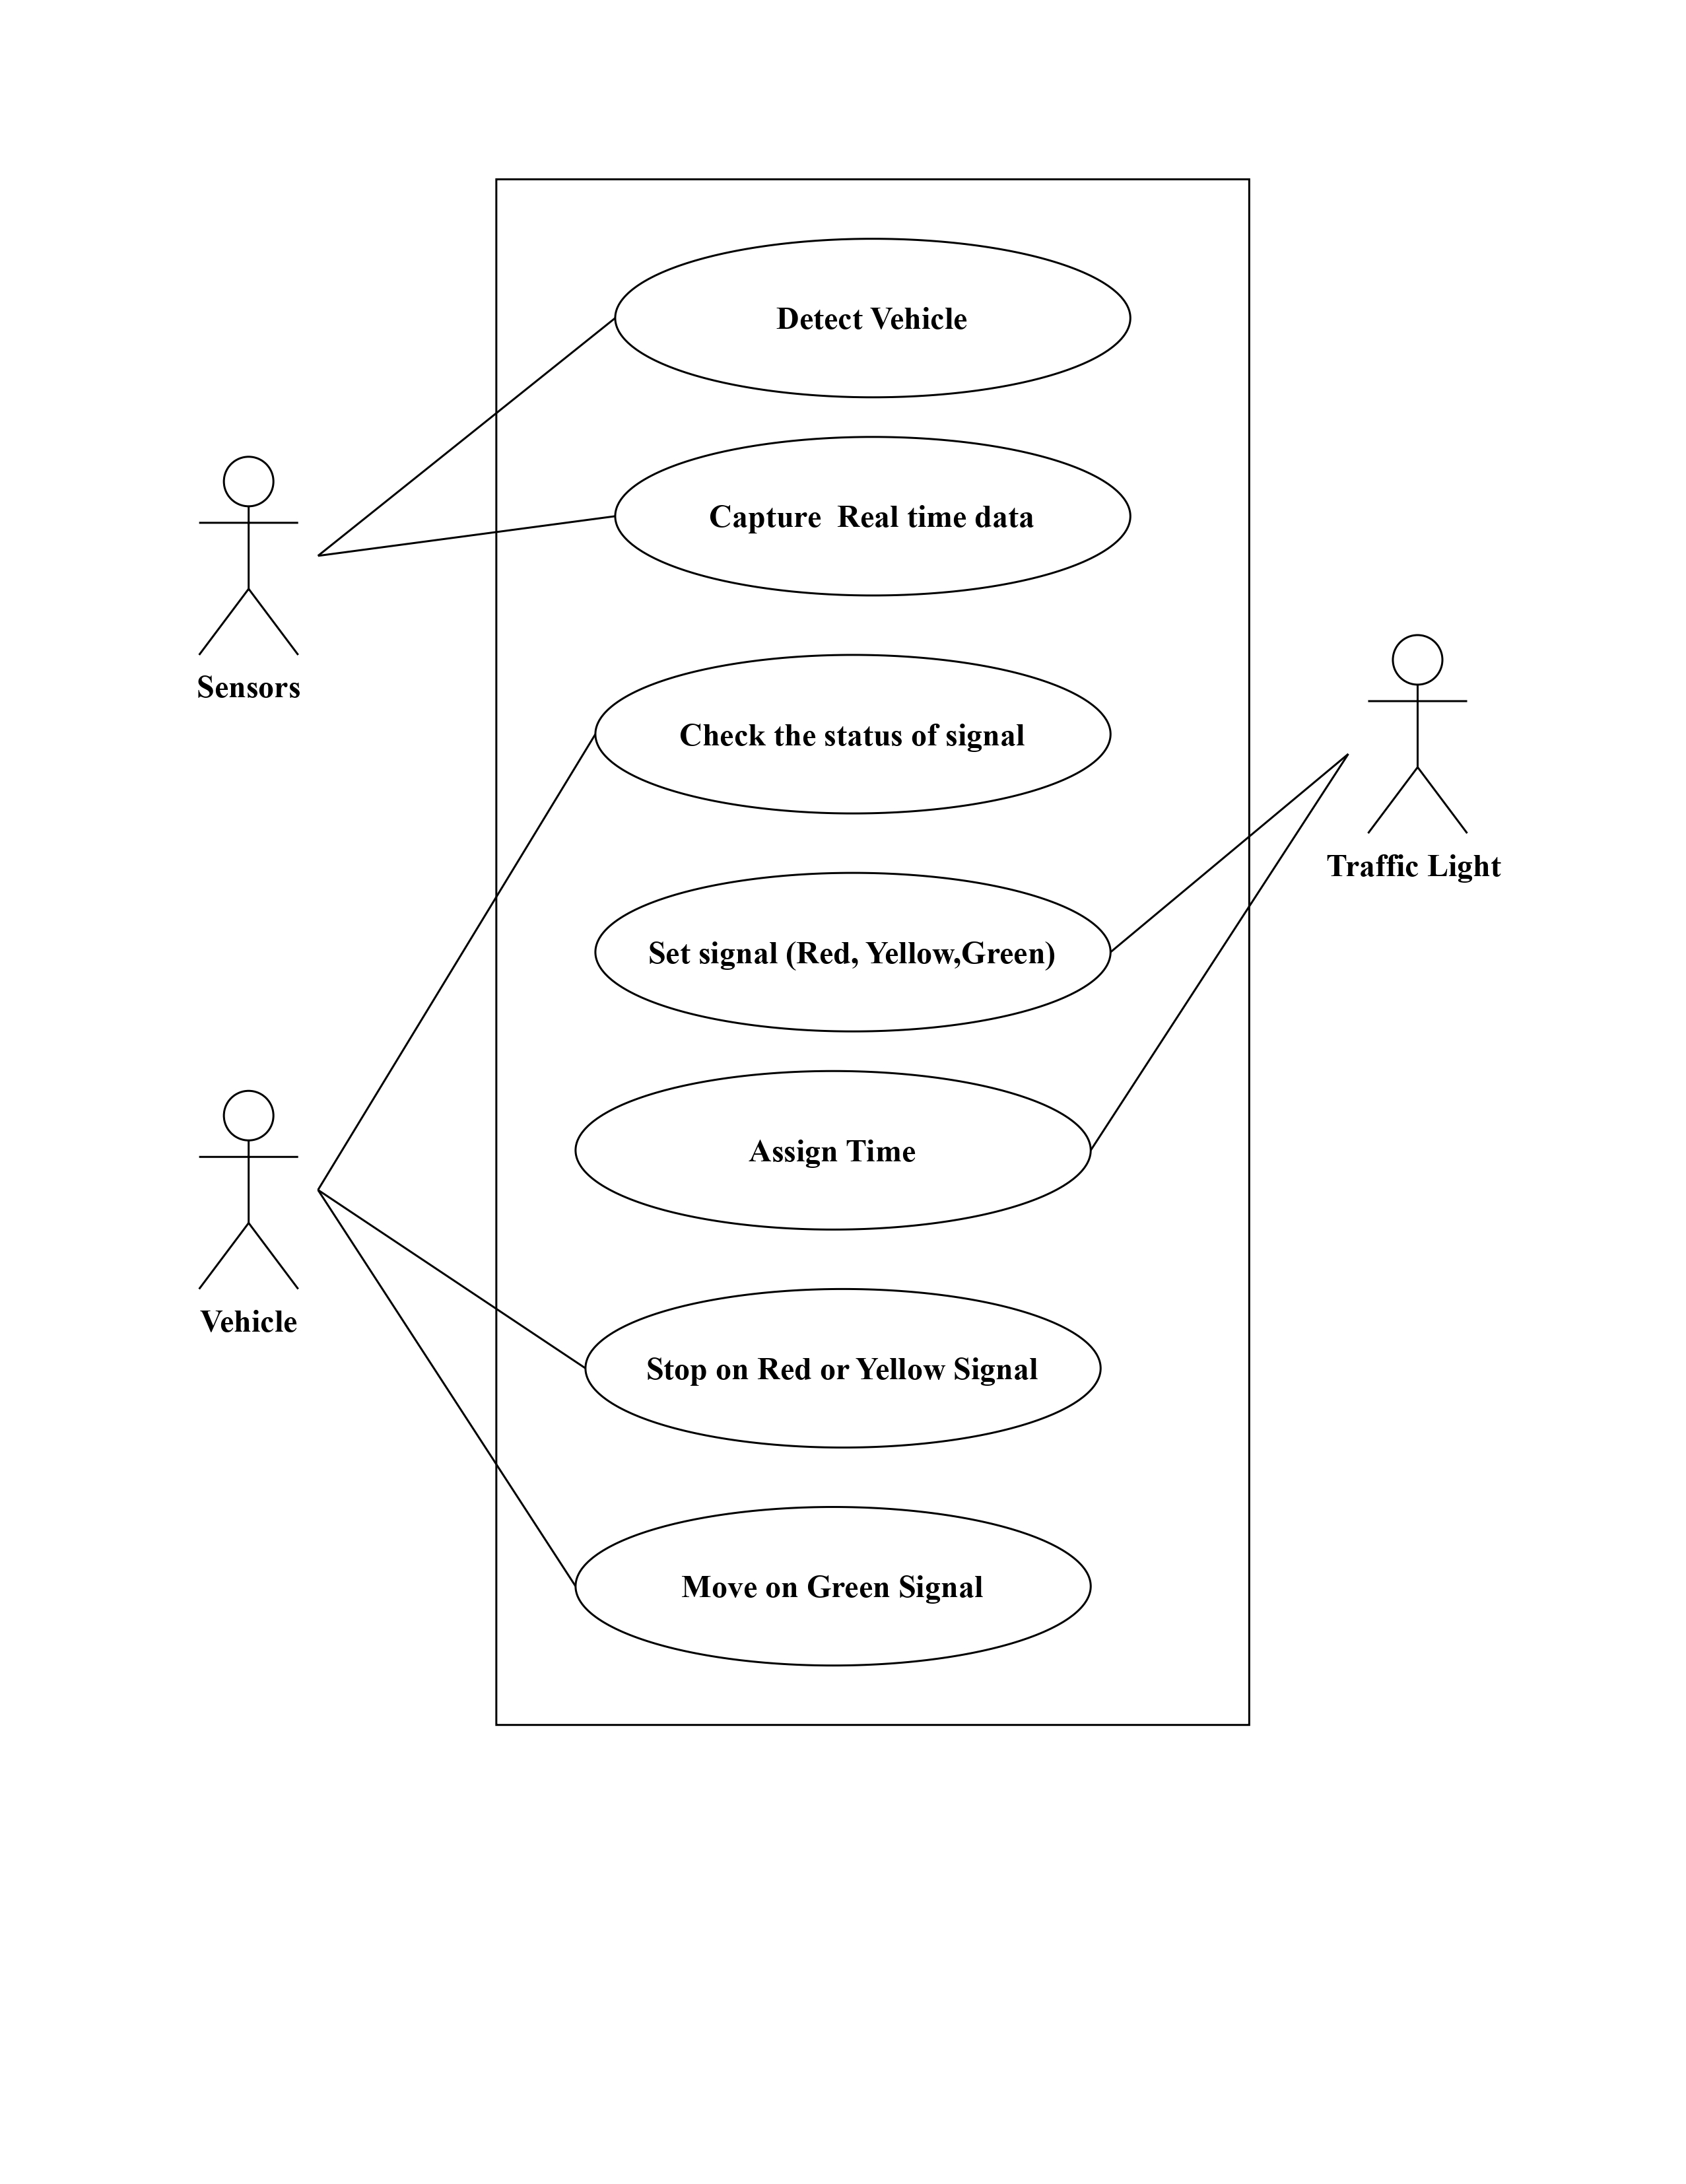 Detect Vehicle
Capture  Real time data
Sensors
Check the status of signal
Traffic Light
Set signal (Red, Yellow,Green)
Assign Time
Vehicle
Stop on Red or Yellow Signal
Move on Green Signal